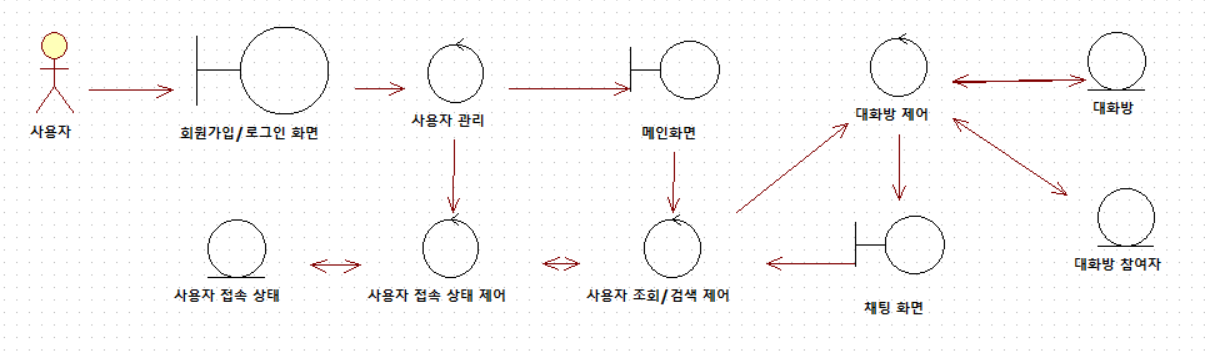 사용자
회원가입/로그인 화면
사용자 관리
메인화면
대화방 제어
대화방
사용자 접속 상태
사용자 접속 상태 제어
사용자 조회/검색 제어
채팅 화면
대화방 참여자